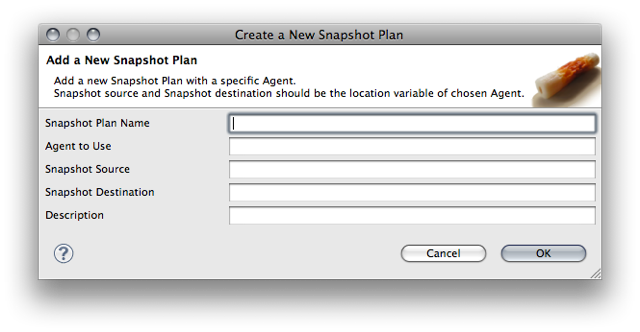 Create a New Snapshot Plan
Add a New Snapshot Plan
Add a new Snapshot Plan with a specific Agent.
Snapshot source and Snapshot destination should be the location variable of chosen Agent.
Snapshot Plan Name
Agent to Use
Snapshot Source
Snapshot Destination
Description
?
Cancel
OK